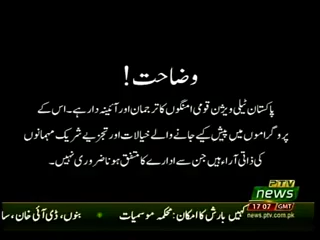 وضاحت !
پاکستان ٹیلی ویژن قومی امنگوں کا ترجمان اور آئینہ دار ہے۔ اس کے
پروگراموں میں پیش کیے جانے والے خیالات اور تجزیے شریک مہمانوں
کی ذاتی آراء ہیں جن سے ادارے کا متفق ہونا ضروری نہیں۔
PTV
news
17 07 GMT
www.ptv.com.pk
کہیں بارش کا امکان: محکمہ موسمیات • بنوں، ڈی آئی خان، سا